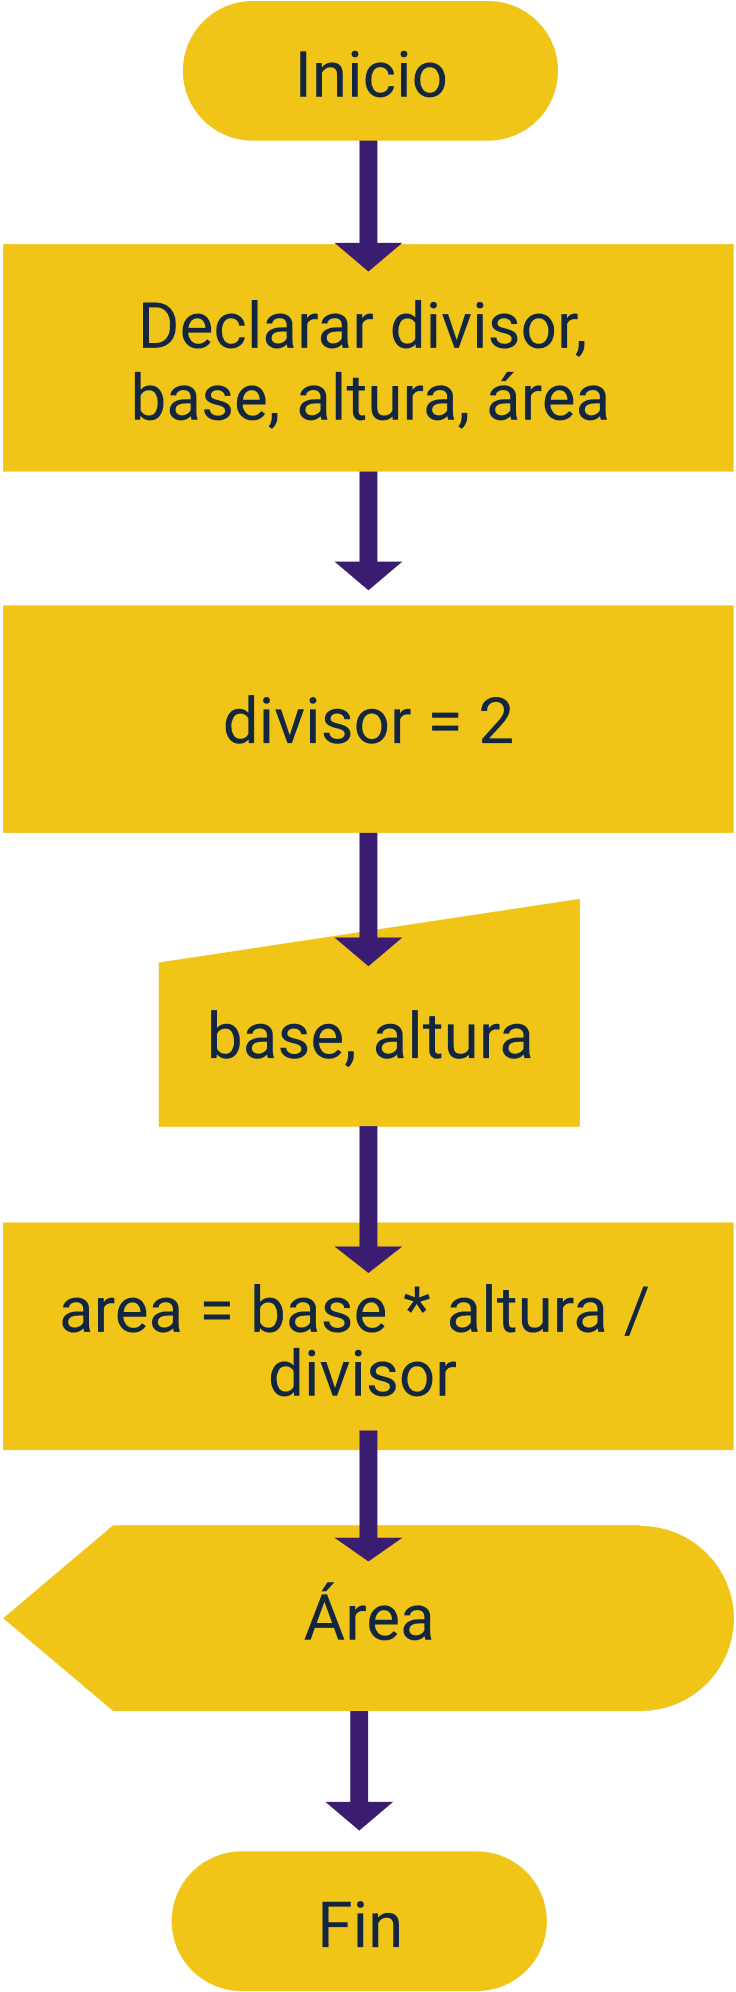 Inicio
Declarar divisor,
base, altura, área
divisor = 2
base, altura
area = base * altura /
divisor
Área
Fin